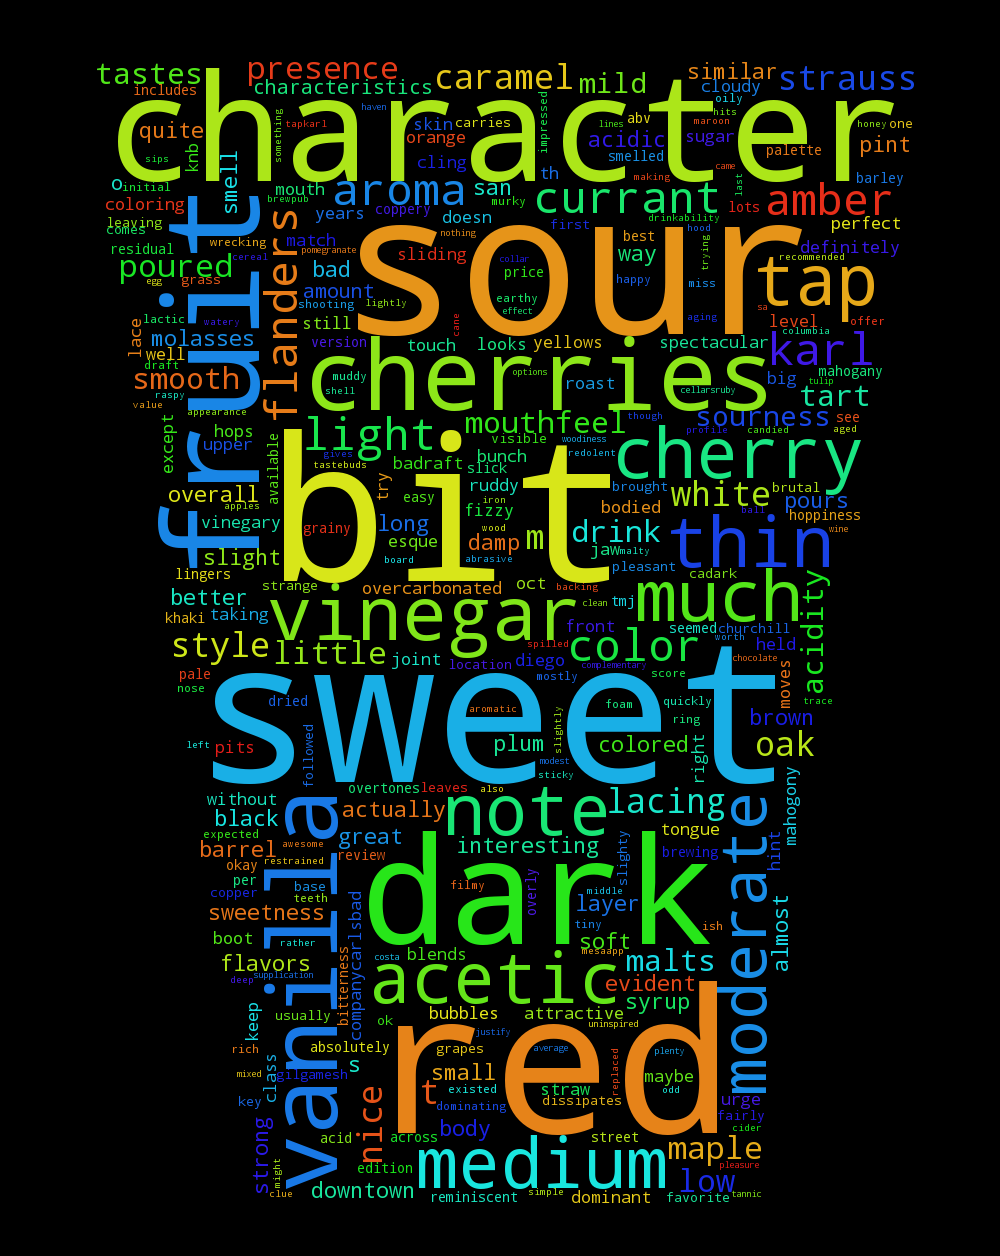 tastes presence caramel mild similar strauss
includes characteristics cloudy oily
character
haven hits maroon
quite something tapkarl skin carries lines impressed abv acidic sugar honey one
knb orange smelled palette pint
sips cling th making came barley
o initial smell mouth aroma san currant last amber
coloring brewpub years coppery doesn murky drinkability lots perfect
leaving comes fruit flanders match nothing first best hood trying definitely
residual wrecking pomegranate sour recommended
poured cereal bad sliding collar price way happy miss tap
egg grass amount shooting lightly earthy effect sa
lace lactic watery still cane aging level offer
molasses version touch looks yellows spectacular columbia karl
well draft cherries mahogany
smooth raspy muddy shell options roast cellarsruby big tulip tart
value appearance mouthfeel though sourness see
except hops light visible woodiness profile candied aged
upper available gives tastebuds badraft bunch slick redolent cherry
overall apples try easy ruddy iron brought white brutal pours
bit fizzy bodied hoppiness
vinegary grainy long wood m drink thin wine ball
slight esque damp jaw malty
lingers board abrasive pleasant cadark
better strange overcarbonated oct backing tmj much acidity
khaki taking vinegar clean front seemed churchill
style little joint spilled color worth held
location diego complementary chocolate
pale nose dried sweet mostly score quickly moves trace
aromatic foam ring brown
left pits followed plum slightly colored right oak
modest sticky
without overtones leaves also lacing mahogony
black actually note tongue
expected vanilla great interesting moderate
barrel awesome restrained review slighty brewing hint
okay per base teeth dark filmy overly middle
copper sweetness companycarlsbad layer tiny almost
boot rather soft ish
flavors bitterness costa blends mesaapp malts
deep supplication acetic evident
usually syrup
keep ok bubbles attractive uninspired
rich absolutely red justify
mixed class gilgamesh s grapes average replaced plenty
small straw maybe odd
key nice t existed dominating dissipates urge fairly
strong acid across body street cider
might edition medium maple pleasure
clue downtown reminiscent simple dominant favorite low tannic